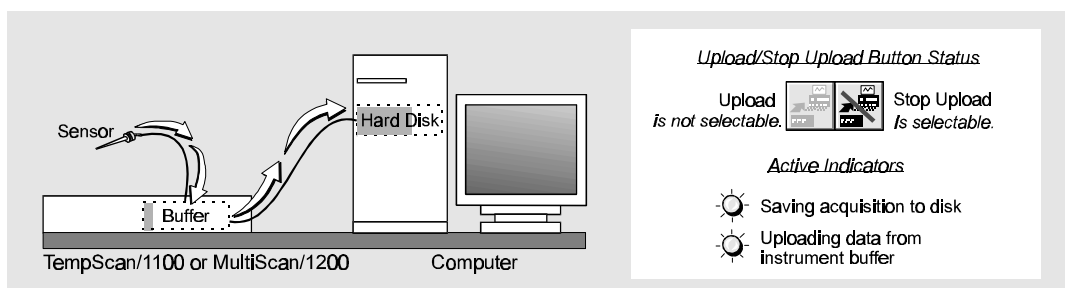 Sensor
Buffer
Hard Disk
TempScan/1100 or MultiScan/1200
Computer
Upload/Stop Upload Button Status
Upload
is not selectable.
Stop Upload
Is selectable.
Active Indicators
Saving acquisition to disk
Uploading data from
instrument buffer